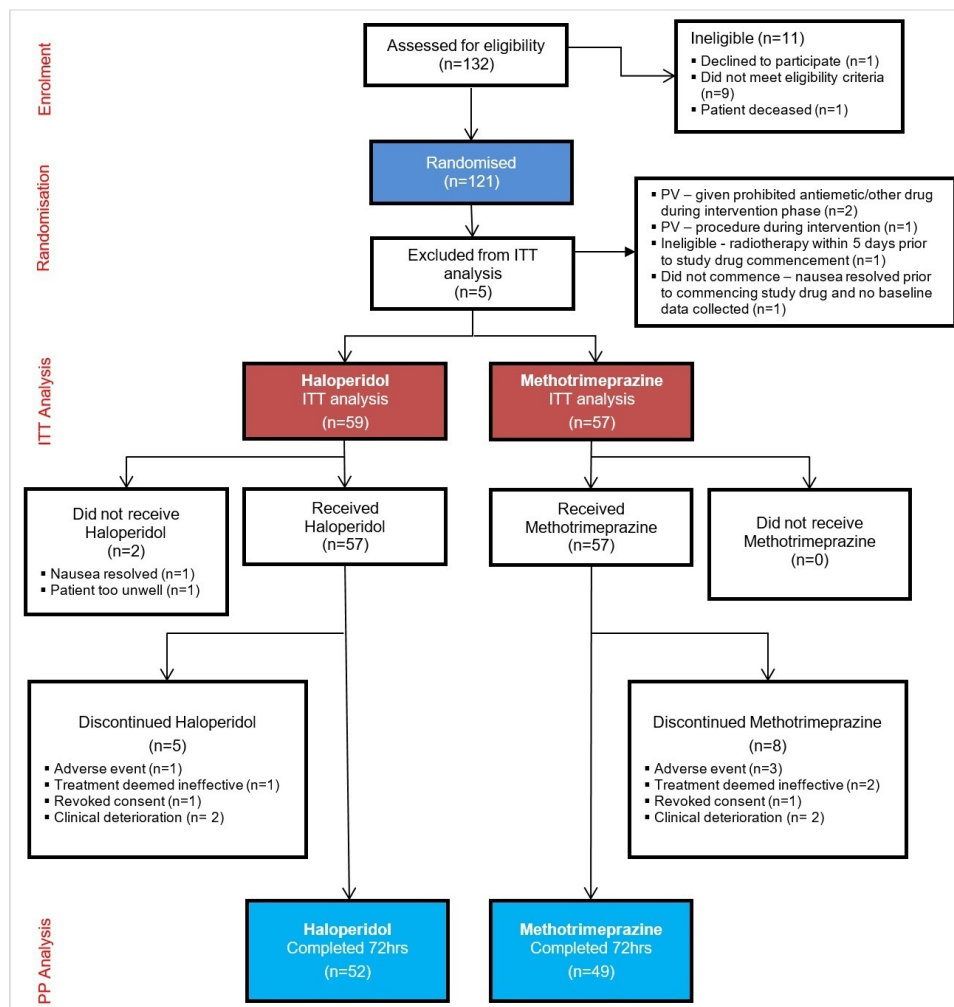 Enrolment
Assessed for eligibility
(n=132)
Ineligible (n=11)
▪ Declined to participate (n=1)
▪ Did not meet eligibility criteria
(n=9)
▪ Patient deceased (n=1)
Randomisation
Randomised
(n=121)
Excluded from ITT
analysis
(n=5)
▪ PV – given prohibited antiemetic/other drug
during intervention phase (n=2)
▪ PV – procedure during intervention (n=1)
▪ Ineligible - radiotherapy within 5 days prior
to study drug commencement (n=1)
▪ Did not commence – nausea resolved prior
to commencing study drug and no baseline
data collected (n=1)
ITT Analysis
Haloperidol
ITT analysis
(n=59)
Methotrimeprazine
ITT analysis
(n=57)
Did not receive
Haloperidol
(n=2)
▪ Nausea resolved (n=1)
▪ Patient too unwell (n=1)
Received
Haloperidol
(n=57)
Received
Methotrimeprazine
(n=57)
Did not receive
Methotrimeprazine
(n=0)
Discontinued Haloperidol
(n=5)
▪ Adverse event (n=1)
▪ Treatment deemed ineffective (n=1)
▪ Revoked consent (n=1)
▪ Clinical deterioration (n= 2)
Discontinued Methotrimeprazine
(n=8)
▪ Adverse event (n=3)
▪ Treatment deemed ineffective (n=2)
▪ Revoked consent (n=1)
▪ Clinical deterioration (n= 2)
PP Analysis
Haloperidol
Completed 72hrs
(n=52)
Methotrimeprazine
Completed 72hrs
(n=49)